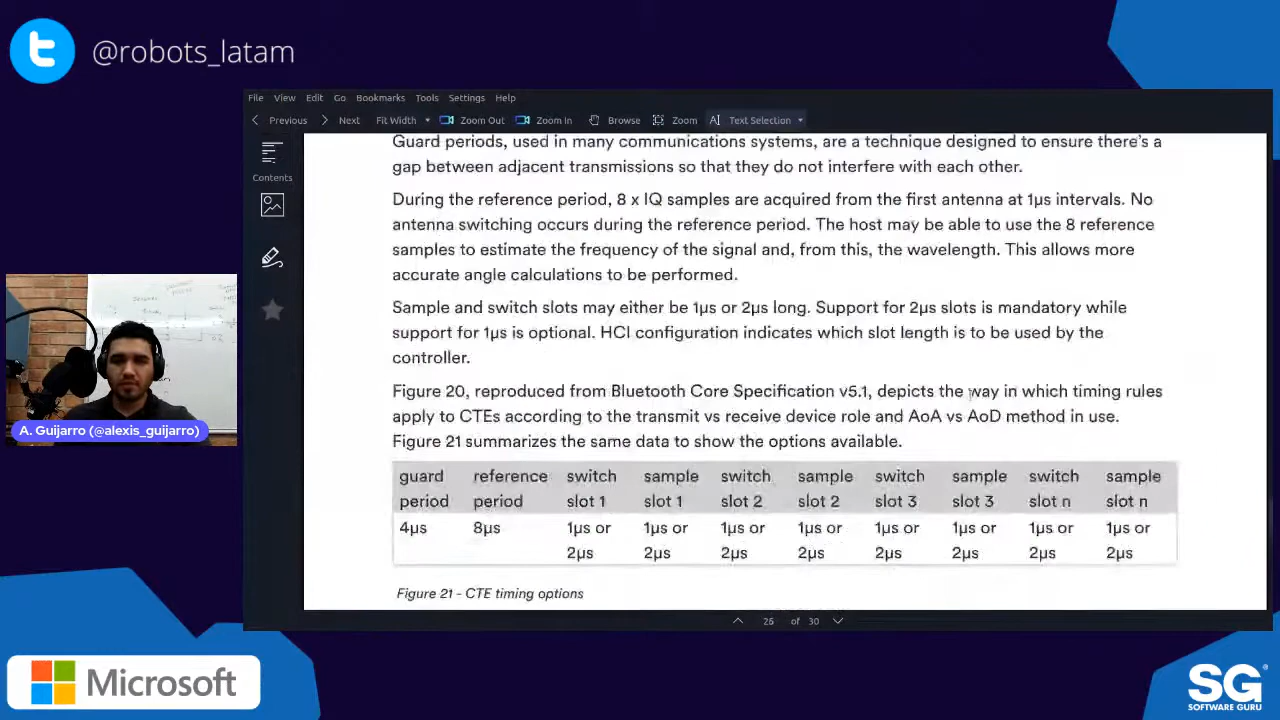 @robots_latam
File View Edit Go Bookmarks Tools Settings Help
Previous Next Fit Width Zoom Out Zoom In Browse Zoom Text Selection
Contents
Guard periods, used in many communications systems, are a technique designed to ensure there's a
gap between adjacent transmissions so that they do not interfere with each other.
During the reference period, 8 x IQ samples are acquired from the first antenna at 1µs intervals. No
antenna switching occurs during the reference period. The host may be able to use the 8 reference
samples to estimate the frequency of the signal and, from this, the wavelength. This allows more
accurate angle calculations to be performed.
Sample and switch slots may either be 1µs or 2µs long. Support for 2µs slots is mandatory while
support for 1µs is optional. HCI configuration indicates which slot length is to be used by the
controller.
Figure 20, reproduced from Bluetooth Core Specification v5.1, depicts the way in which timing rules
apply to CTEs according to the transmit vs receive device role and AoA vs AoD method in use.
Figure 21 summarizes the same data to show the options available.
guard reference switch sample switch sample switch sample switch sample
period period slot 1 slot 1 slot 2 slot 2 slot 3 slot 3 slot n slot n
4µs 8µs 1µs or 1µs or 1µs or 1µs or 1µs or 1µs or 1µs or 1µs or
2µs 2µs 2µs 2µs 2µs 2µs 2µs 2µs
Figure 21 - CTE timing options
26 of 30
A. Guijarro (@alexis_guijarro)
Microsoft
SG
SOFTWARE GURU